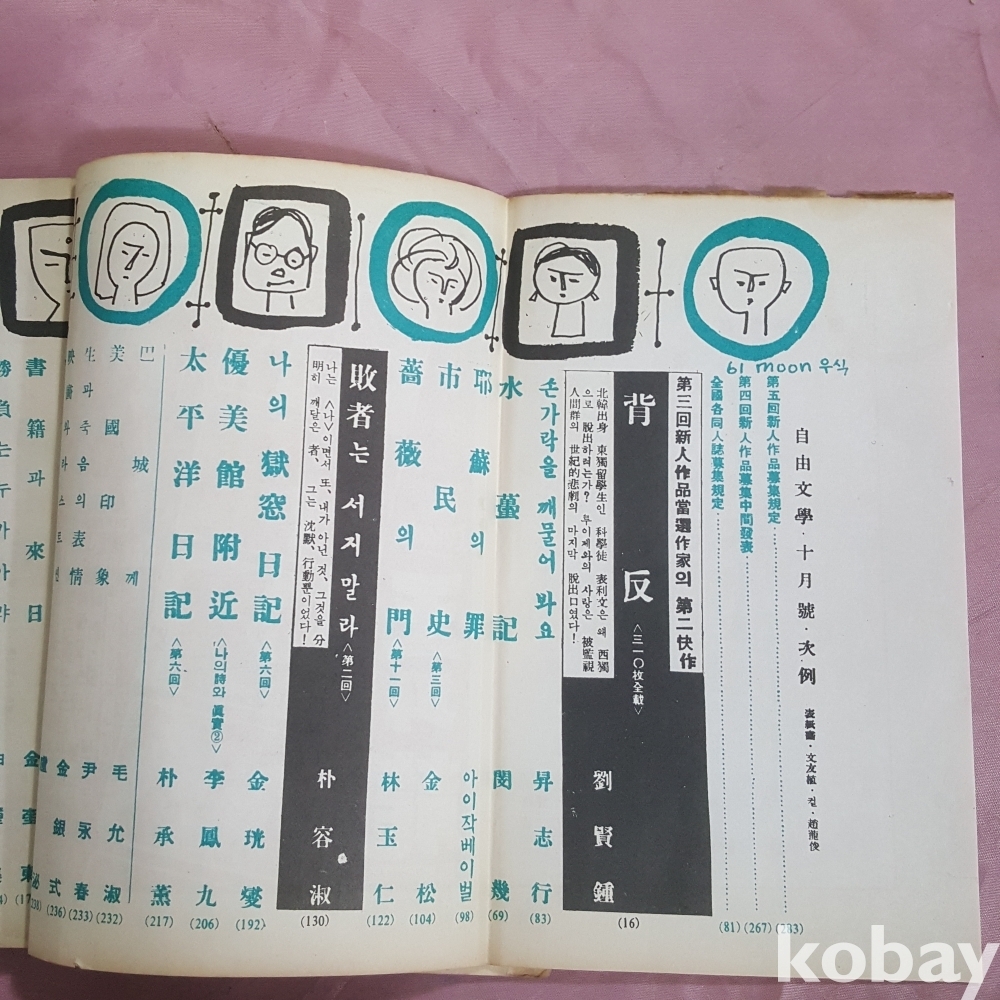 61 moon 우식
自由文學·十月號·次例
表紙畵·文友植·컽·趙龍俊
第五回新人作品募集規定 (283)
第四回新人作品募集中間發表 (267)
全國各同人誌募集規定 (81)
第三回新人作品當選作家의 第二快作
背反 <三一〇枚全載> 劉賢鍾 (16)
北韓出身 東獨留學生인 科學徒 表利文은 왜 西獨
으로 脫出하려는가? 루이제와의 사랑은 被監視
人間群의 世紀的悲劇의 마지막 脫出口였다!
손가락을 깨물어 봐요 昇志行 (83)
水薑記 閔幾 (69)
耶蘇의 罪 아이작베이벌 (98)
市民史 <第三回> 金松 (104)
薔薇의 門 <第十一回> 林玉仁 (122)
敗者는 서지말라 <第二回> 朴容淑 (130)
나는 <나>이면서 또, 내가 아닌 것, 그것을 分
明히 깨달은 者, 그는 沈默, 行動뿐이었다!
나의 獄窓日記 <第六回> 金珖燮 (192)
優美館附近 <나의詩와 眞實②> 李鳳九 (206)
太平洋日記 <第六回> 朴承薰 (217)
巴城께
美國印象 毛允淑 (232)
生과 죽음의 表情 尹永春 (233)
金銀式 (236)
書籍과 來日
kobay